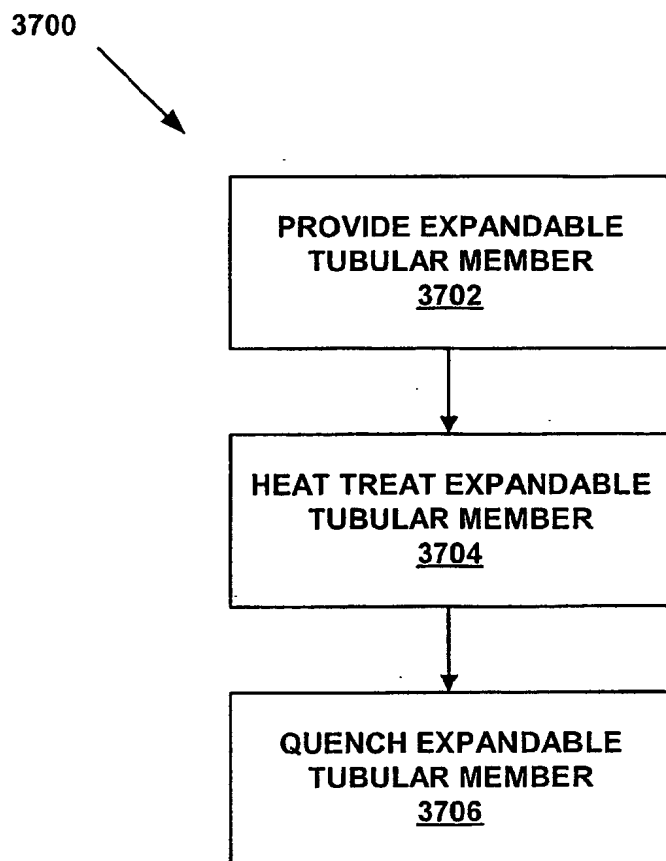 3700
PROVIDE EXPANDABLE
TUBULAR MEMBER
3702
HEAT TREAT EXPANDABLE
TUBULAR MEMBER
3704
QUENCH EXPANDABLE
TUBULAR MEMBER
3706